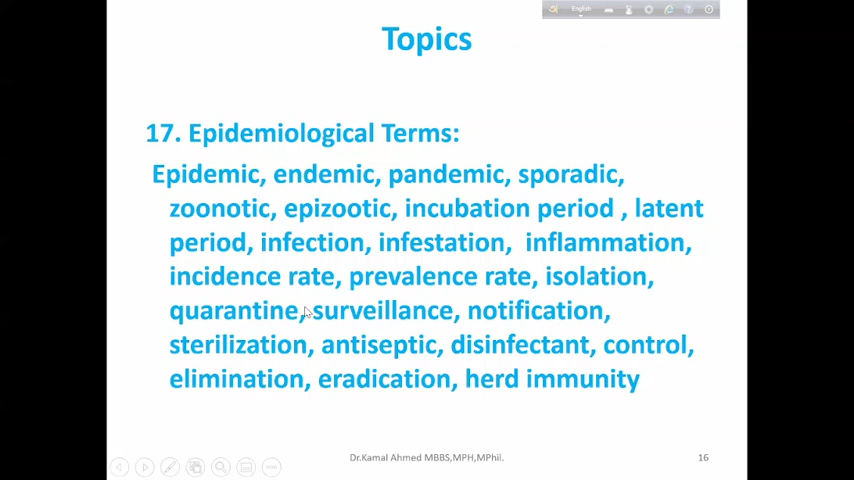 English
Topics
17. Epidemiological Terms:
Epidemic, endemic, pandemic, sporadic,
zoonotic, epizootic, incubation period , latent
period, infection, infestation, inflammation,
incidence rate, prevalence rate, isolation,
quarantine, surveillance, notification,
sterilization, antiseptic, disinfectant, control,
elimination, eradication, herd immunity
Dr.Kamal Ahmed MBBS,MPH,MPhil.
16